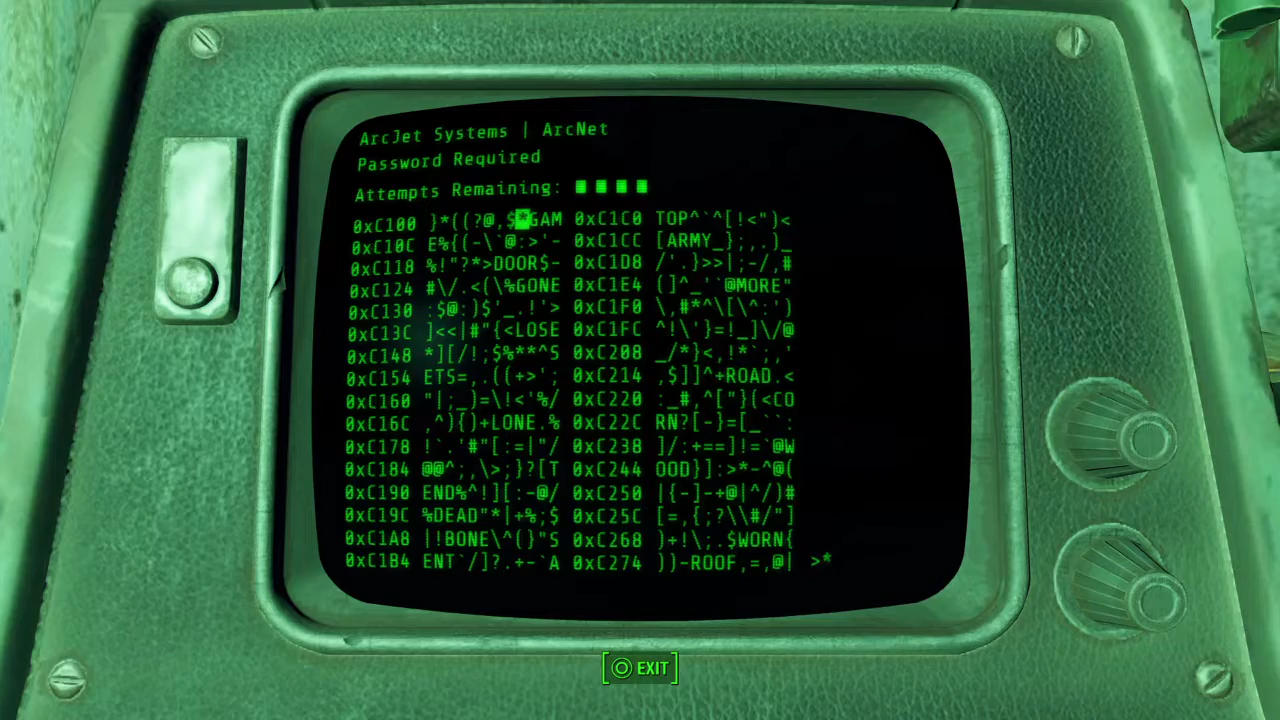 ArcJet Systems | ArcNet
Password Required
Attempts Remaining: ■ ■ ■ ■
0xC100 }*((?@,$*GAM 0xC1C0 TOP^`^[!<")<
0xC10C E%{(-\`@:>'- 0xC1CC [ARMY_};,.)_
0xC118 %!"?*>DOOR$- 0xC1D8 /'.}>>|;-/,#
0xC124 #\/.<(\%GONE 0xC1E4 (]^_'`@MORE"
0xC130 :$@:)$'_.!'> 0xC1F0 \,#*^\[\^:')
0xC13C ]<<|#"{<LOSE 0xC1FC ^!\'}=!_]\/@
0xC148 *][/!;$%**^S 0xC208 _/*}<,!*`;,'
0xC154 ETS=,.((+>'; 0xC214 ,$]]^+ROAD.<
0xC160 "|;_)=\!<'%/ 0xC220 :_#,^["}(<CO
0xC16C ,^){)+LONE.% 0xC22C RN?[-}=[_``:
0xC178 !`.'#"[:=|"/ 0xC238 ]/:+==]!=`@W
0xC184 @@^;,\>;}?[T 0xC244 OOD}]:>*-^@(
0xC190 END%^!][:-@/ 0xC250 |{-]-+@|^/)#
0xC19C %DEAD"*|+%;$ 0xC25C [=,{;?\\#/"]
0xC1A8 |!BONE\^(}"S 0xC268 )+!\;.$WORN{
0xC1B4 ENT`/]?.+-`A 0xC274 ))-ROOF,=,@| >*
EXIT